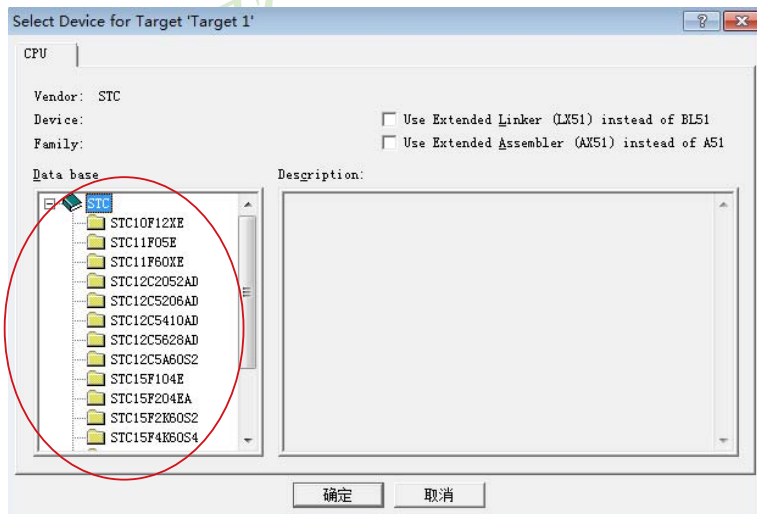 Select Device for Target 'Target 1'
CPU
Vendor: STC
Device:
Use Extended Linker (LX51) instead of BL51
Family:
Use Extended Assembler (AX51) instead of A51
Data base
Description:
STC
STC10F12XE
STC11F05E
STC11F60XE
STC12C2052AD
STC12C5206AD
STC12C5410AD
STC12C5628AD
STC12C5A60S2
STC15F104E
STC15F204EA
STC15F2K60S2
STC15F4K60S4
确定
取消